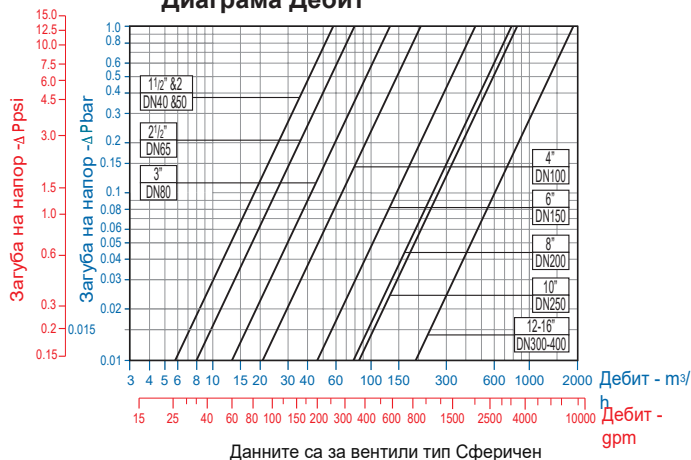 Диаграма Дебит
15.0
12.5
10.0
7.5
6.0
4.5
3.0
1.5
1.0
0.6
0.3
0.2
0.15
Загуба на напор -Δ Ppsi
1.0
0.8
0.6
0.5
0.4
0.3
0.2
0.15
0.1
0.08
0.06
0.05
0.04
0.03
0.02
0.015
0.01
Загуба на напор -Δ Pbar
11/2" &2
DN40 &50
21/2"
DN65
3"
DN80
4"
DN100
6"
DN150
8"
DN200
10"
DN250
12-16"
DN300-400
3 4 5 6 8 10 15 20 30 40 60 100 150 300 600 1000 2000 Дебит - m3/
h
15 25 40 60 80 100 150 200 300 400 600 800 1500 2500 4000 10000 Дебит -
gpm
Данните са за вентили тип Сферичен